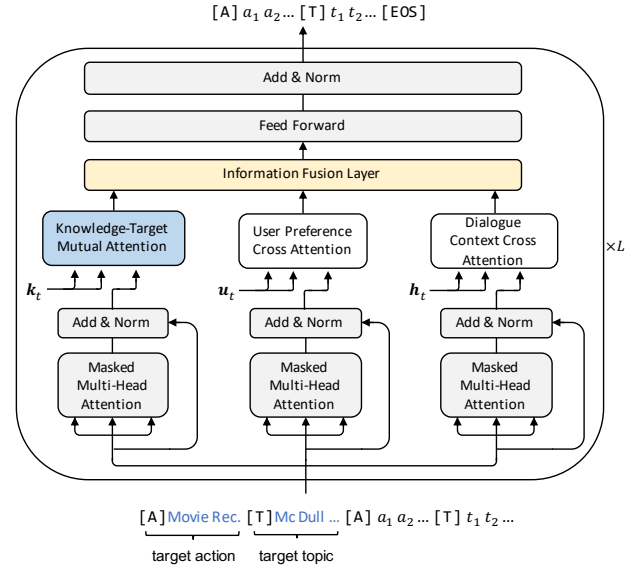 [A] a₁ a₂ … [T] t₁ t₂ … [EOS]
Add & Norm
Feed Forward
Information Fusion Layer
Knowledge-Target
Mutual Attention
User Preference
Cross Attention
Dialogue
Context Cross
Attention
×L
kₜ
uₜ
hₜ
Add & Norm
Add & Norm
Add & Norm
Masked
Multi-Head
Attention
Masked
Multi-Head
Attention
Masked
Multi-Head
Attention
[A] Movie Rec. [T] Mc Dull ... [A] a₁ a₂ … [T] t₁ t₂ …
target action
target topic